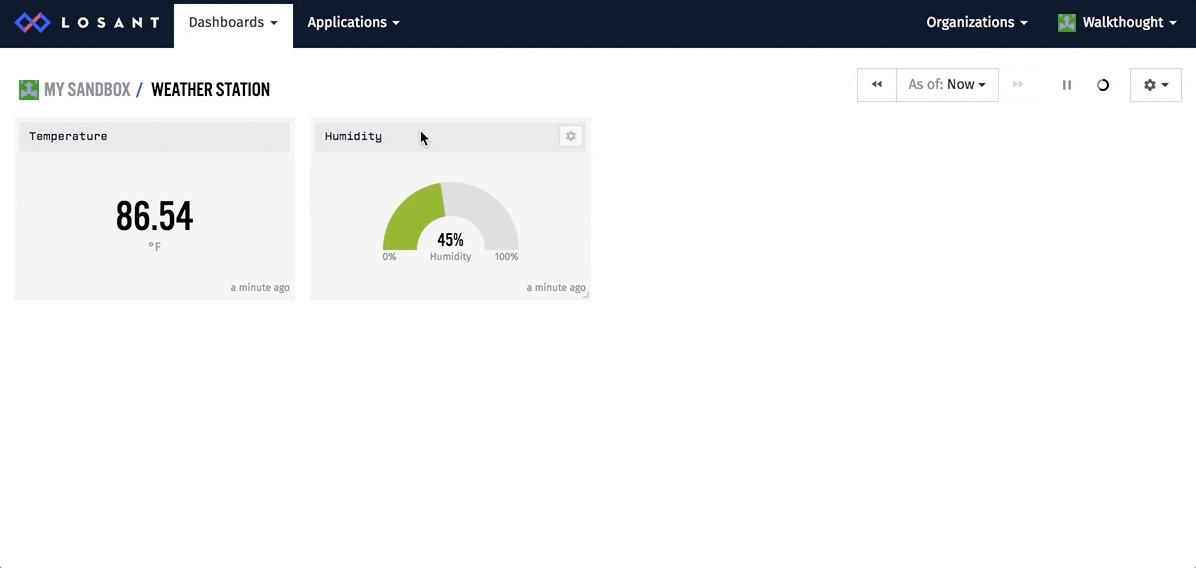 LOSANT Dashboards Applications Organizations Walkthought
MY SANDBOX / WEATHER STATION As of: Now
Temperature Humidity
86.54
°F
45%
0% Humidity 100%
a minute ago a minute ago